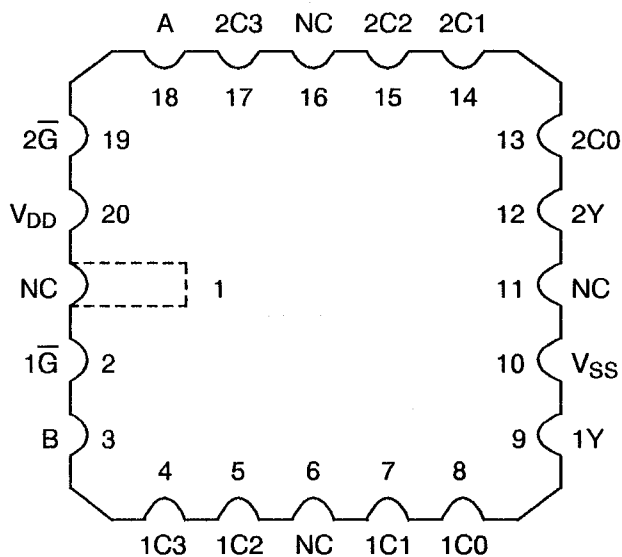 A 2C3 NC 2C2 2C1
18 17 16 15 14
2G̅ 19 13 2C0
VDD 20 12 2Y
NC 1 11 NC
1G̅ 2 10 VSS
B 3 9 1Y
4 5 6 7 8
1C3 1C2 NC 1C1 1C0